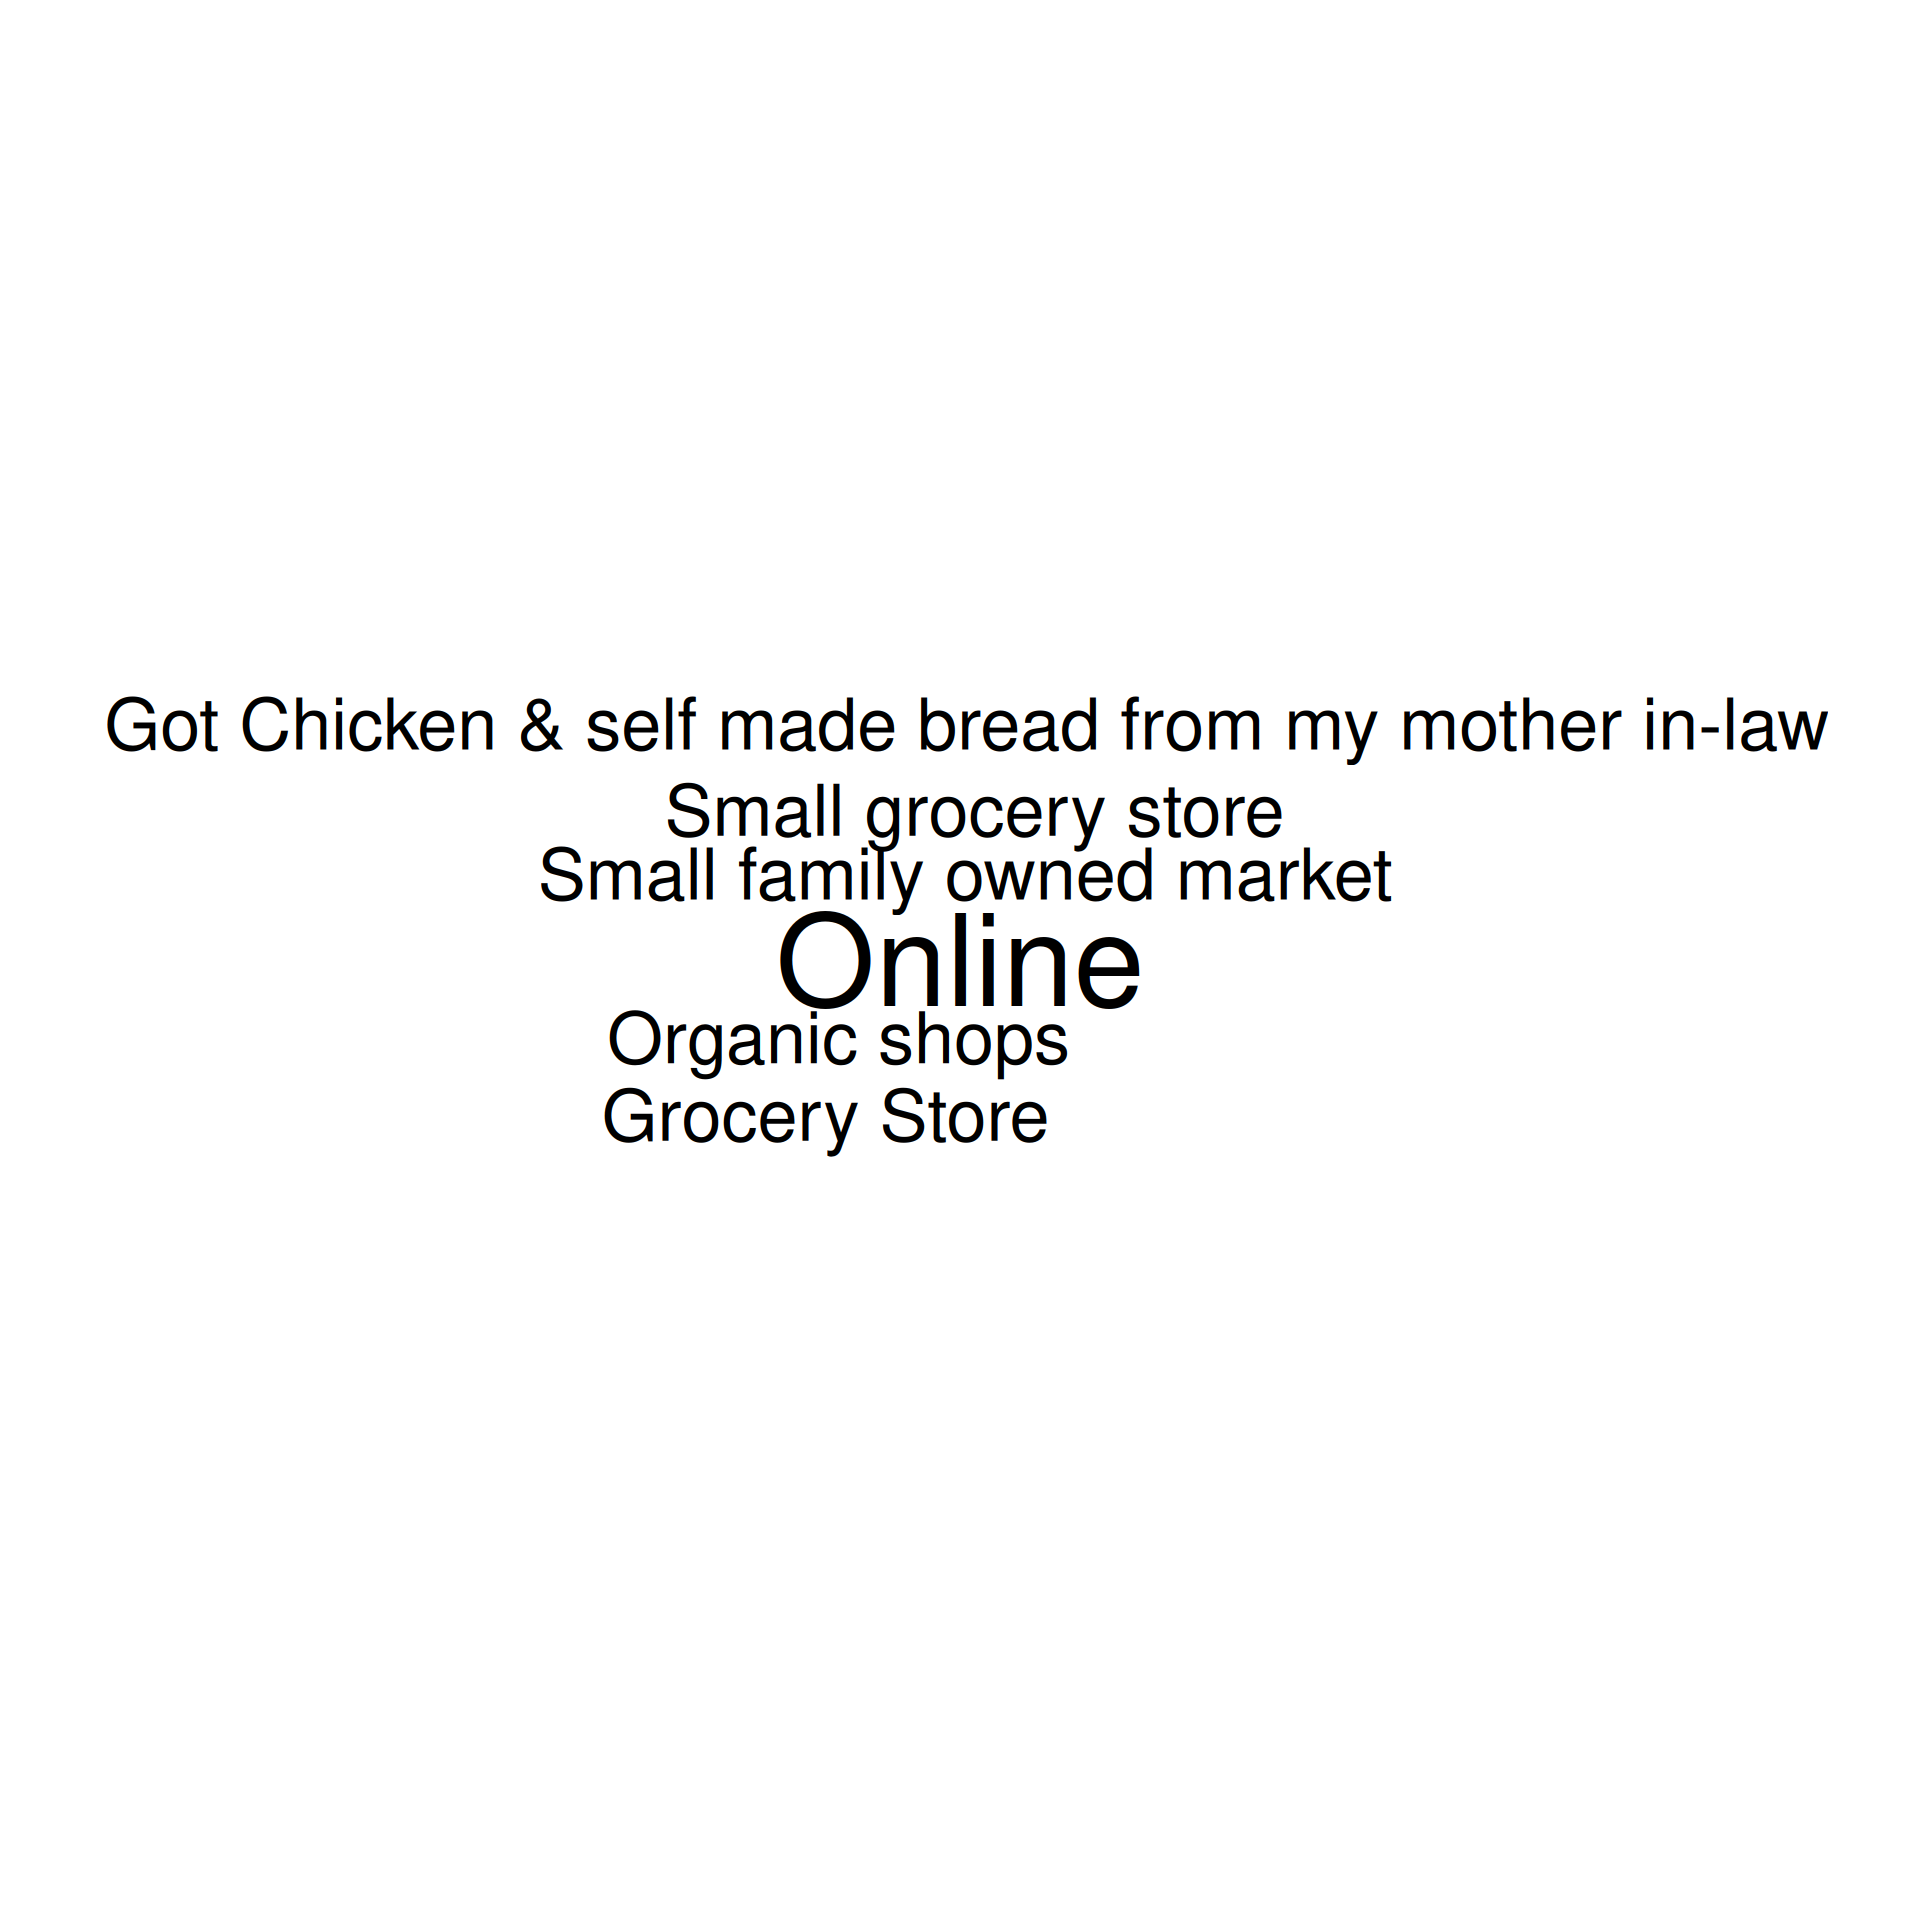 Got Chicken & self made bread from my mother in-law
Small grocery store
Small family owned market
Online
Organic shops
Grocery Store